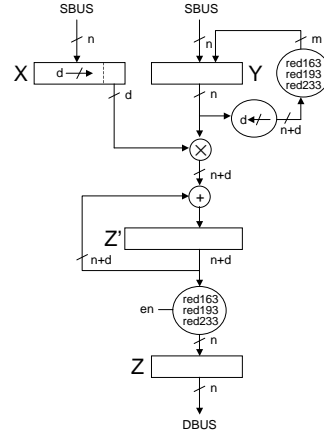 SBUS
SBUS
n
n
m
X
d
Y
red163
red193
red233
d
n
d
n+d
n+d
+
Z'
n+d
n+d
en
red163
red193
red233
n
Z
n
DBUS